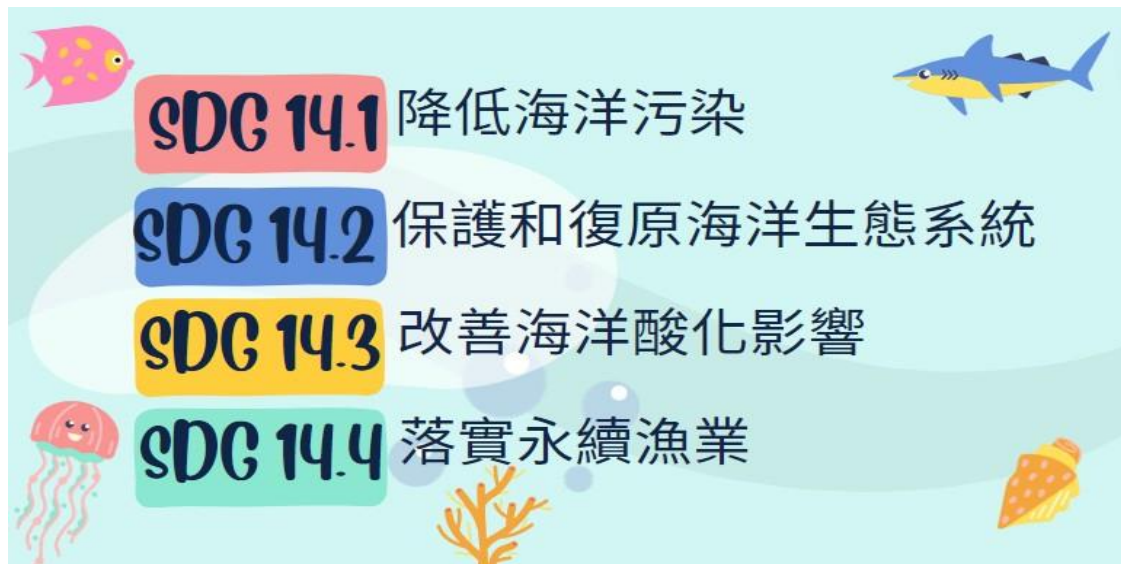 SDG 14.1 降低海洋污染
SDG 14.2 保護和復原海洋生態系統
SDG 14.3 改善海洋酸化影響
SDG 14.4 落實永續漁業